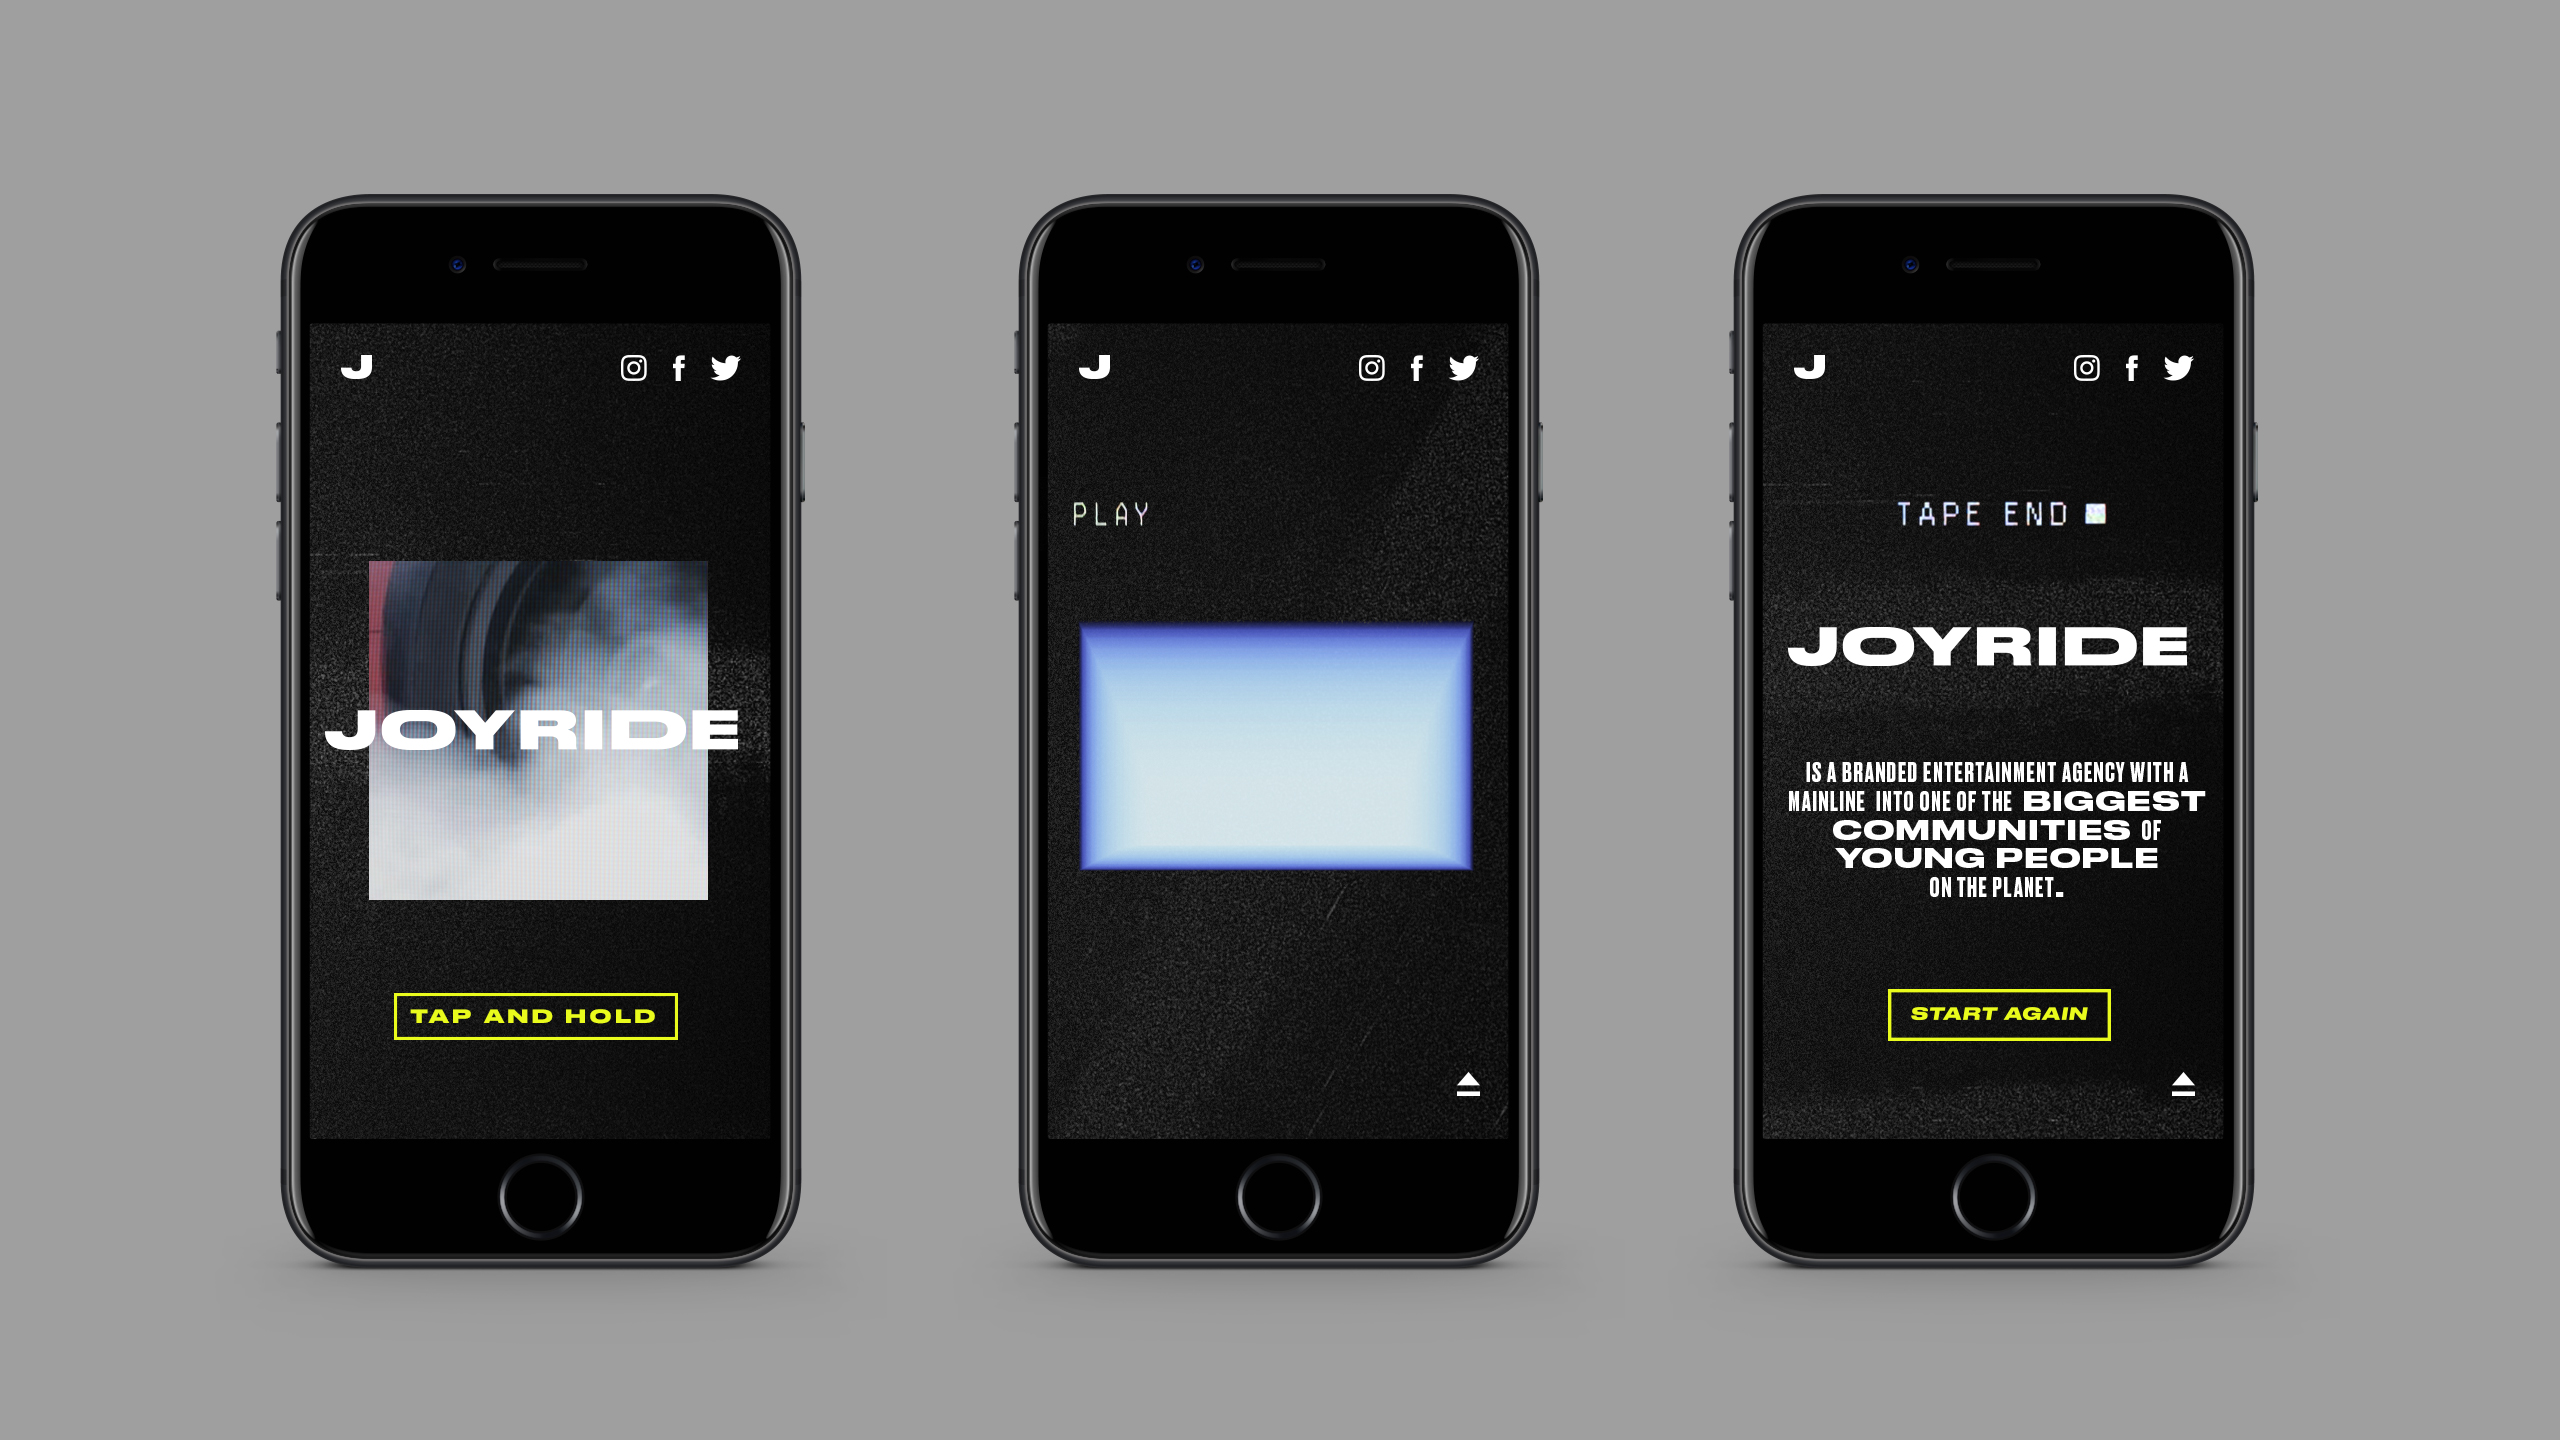 J
JOYRIDE
TAP AND HOLD
J
PLAY
J
TAPE END
JOYRIDE
IS A BRANDED ENTERTAINMENT AGENCY WITH A
MAINLINE INTO ONE OF THE BIGGEST
COMMUNITIES OF
YOUNG PEOPLE
ON THE PLANET_
START AGAIN